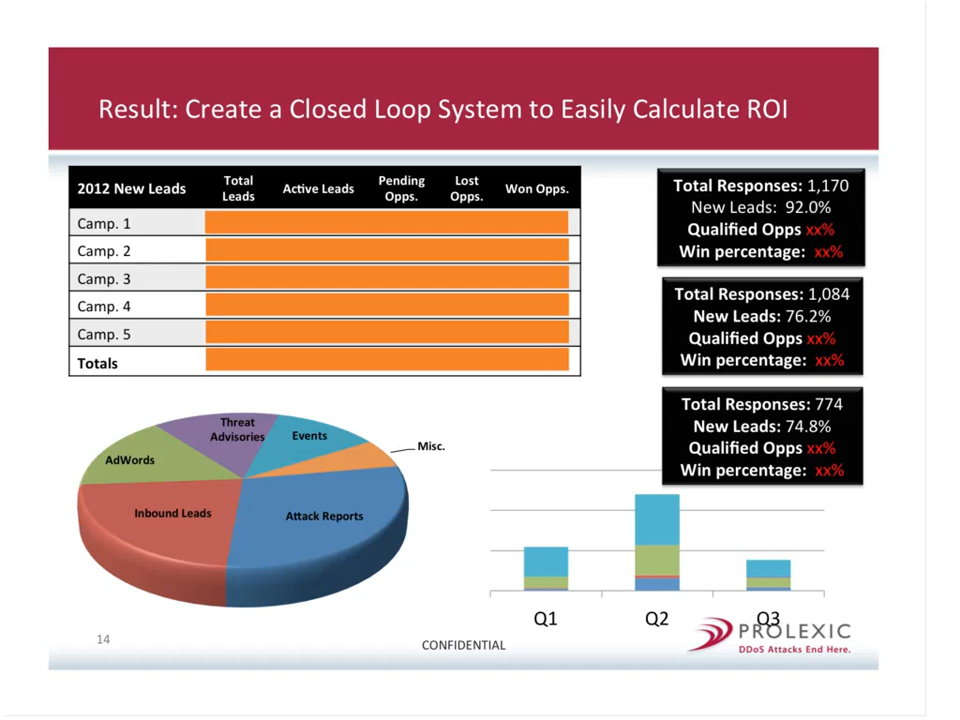 Result: Create a Closed Loop System to Easily Calculate ROI
2012 New Leads Total Leads Active Leads Pending Opps. Lost Opps. Won Opps.
Camp. 1
Camp. 2
Camp. 3
Camp. 4
Camp. 5
Totals
Total Responses: 1,170
New Leads: 92.0%
Qualified Opps xx%
Win percentage: xx%
Total Responses: 1,084
New Leads: 76.2%
Qualified Opps xx%
Win percentage: xx%
Total Responses: 774
New Leads: 74.8%
Qualified Opps xx%
Win percentage: xx%
Threat
Advisories
Events
Misc.
AdWords
Inbound Leads
Attack Reports
Q1 Q2 Q3
14
CONFIDENTIAL
PROLEXIC
DDoS Attacks End Here.